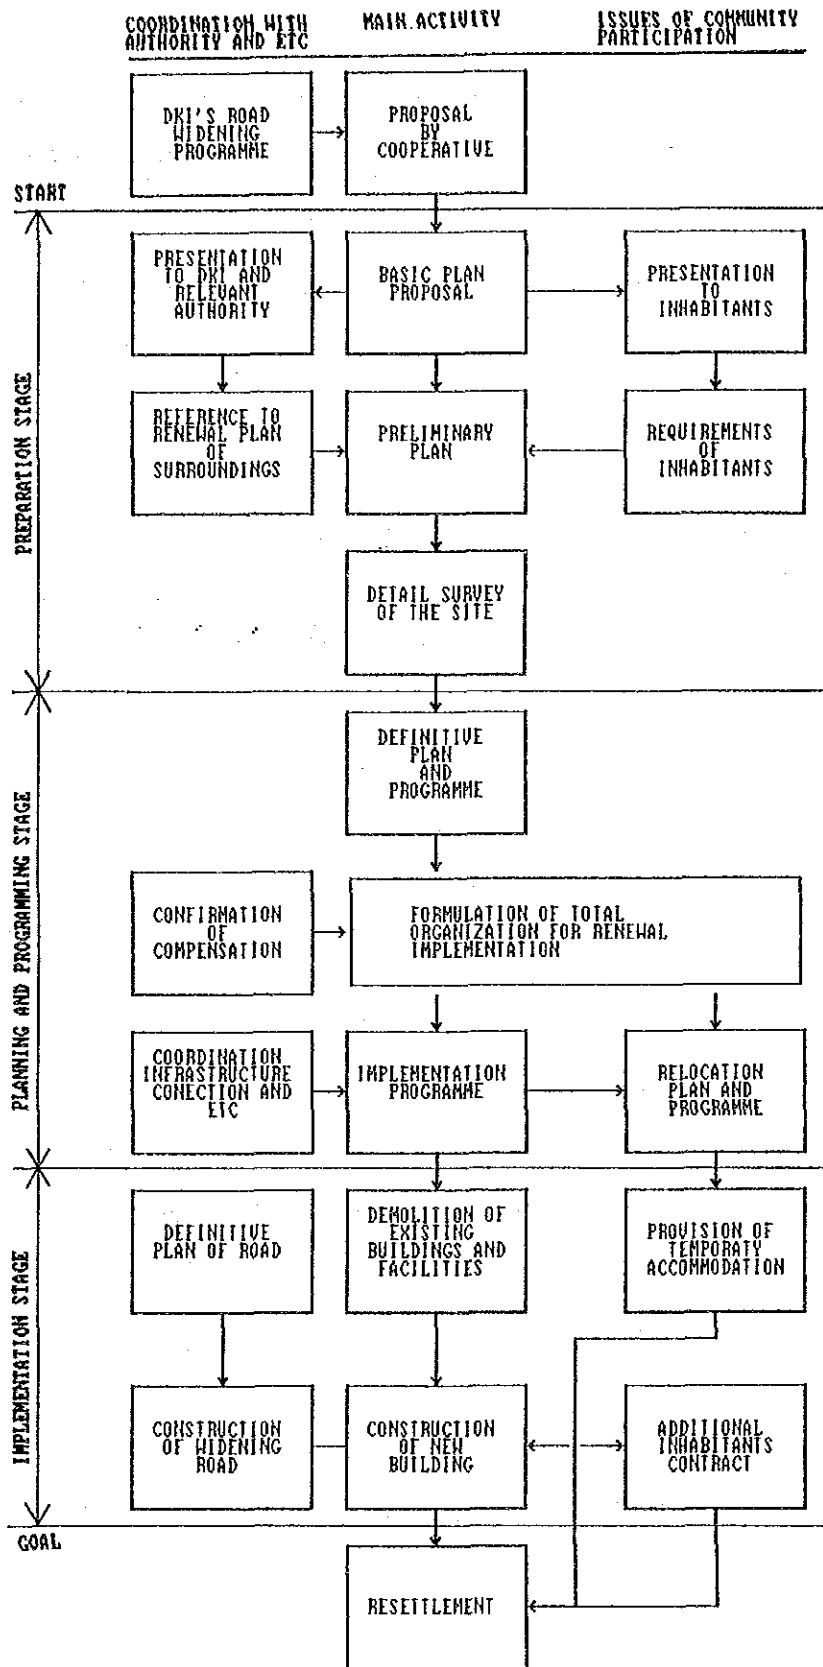 COORDINATION WITH
AUTHORITY AND ETC
MAIN.ACTIVITY
ISSUES OF COMMUNITY
PARTICIPATION
DKI'S ROAD
WIDENING
PROGRAMME
PROPOSAL
BY
COOPERATIVE
START
PREPARATION STAGE
PRESENTATION
TO DKI AND
RELEVANT
AUTHORITY
BASIC PLAN
PROPOSAL
PRESENTATION
TO
INHABITANTS
REFERENCE TO
RENEWAL PLAN
OF
SURROUNDINGS
PRELIMINARY
PLAN
REQUIREMENTS
OF
INHABITANTS
DETAIL SURVEY
OF THE SITE
PLANNING AND PROGRAMMING STAGE
DEFINITIVE
PLAN
AND
PROGRAMME
CONFIRMATION
OF
COMPENSATION
FORMULATION OF TOTAL
ORGANIZATION FOR RENEWAL
IMPLEMENTATION
COORDINATION
INFRASTRUCTURE
CONECTION AND
ETC
IMPLEMENTATION
PROGRAMME
RELOCATION
PLAN AND
PROGRAMME
IMPLEMENTATION STAGE
DEFINITIVE
PLAN OF ROAD
DEMOLITION OF
EXISTING
BUILDINGS AND
FACILITIES
PROVISION OF
TEMPORATY
ACCOMMODATION
CONSTRUCTION
OF WIDENING
ROAD
CONSTRUCTION
OF NEW
BUILDING
ADDITIONAL
INHABITANTS
CONTRACT
GOAL
RESETTLEMENT